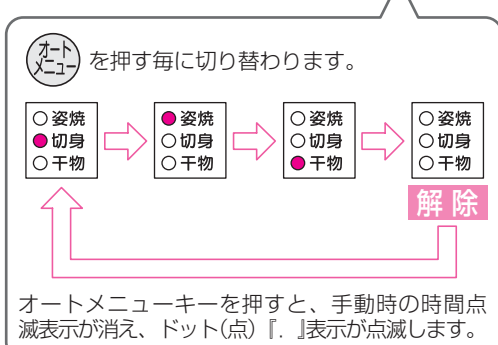 オート
メニュー
を押す毎に切り替わります。
○姿焼
●切身
○干物
●姿焼
○切身
○干物
○姿焼
○切身
●干物
○姿焼
○切身
○干物
解除
オートメニューキーを押すと、手動時の時間点
滅表示が消え、ドット(点)『．』表示が点滅します。